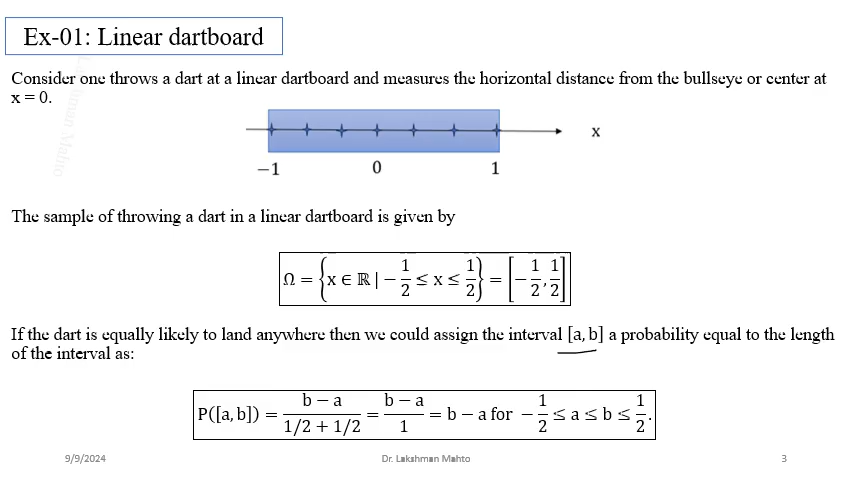 Ex-01: Linear dartboard
Consider one throws a dart at a linear dartboard and measures the horizontal distance from the bullseye or center at
x = 0.
x
−1 0 1
The sample of throwing a dart in a linear dartboard is given by
Ω = {x ∈ ℝ | − 1/2 ≤ x ≤ 1/2} = [− 1/2, 1/2]
If the dart is equally likely to land anywhere then we could assign the interval [a, b] a probability equal to the length
of the interval as:
P([a, b]) = (b − a)/(1/2 + 1/2) = (b − a)/1 = b − a for − 1/2 ≤ a ≤ b ≤ 1/2.
9/9/2024 Dr. Lakshman Mahto 3
Lakshman Mahto